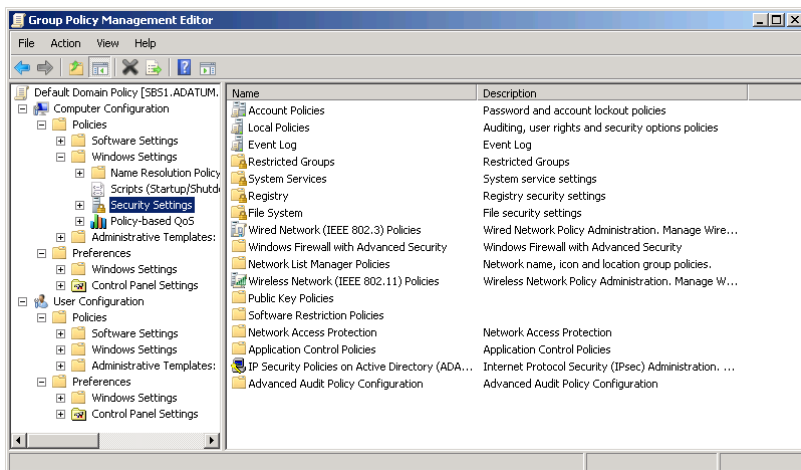 Group Policy Management Editor
File Action View Help
Default Domain Policy [SBS1.ADATUM.
Computer Configuration
Policies
Software Settings
Windows Settings
Name Resolution Policy
Scripts (Startup/Shutd
Security Settings
Policy-based QoS
Administrative Templates:
Preferences
Windows Settings
Control Panel Settings
User Configuration
Policies
Software Settings
Windows Settings
Administrative Templates:
Preferences
Windows Settings
Control Panel Settings
Name Description
Account Policies Password and account lockout policies
Local Policies Auditing, user rights and security options policies
Event Log Event Log
Restricted Groups Restricted Groups
System Services System service settings
Registry Registry security settings
File System File security settings
Wired Network (IEEE 802.3) Policies Wired Network Policy Administration. Manage Wire...
Windows Firewall with Advanced Security Windows Firewall with Advanced Security
Network List Manager Policies Network name, icon and location group policies.
Wireless Network (IEEE 802.11) Policies Wireless Network Policy Administration. Manage W...
Public Key Policies
Software Restriction Policies
Network Access Protection Network Access Protection
Application Control Policies Application Control Policies
IP Security Policies on Active Directory (ADA... Internet Protocol Security (IPsec) Administration. ...
Advanced Audit Policy Configuration Advanced Audit Policy Configuration